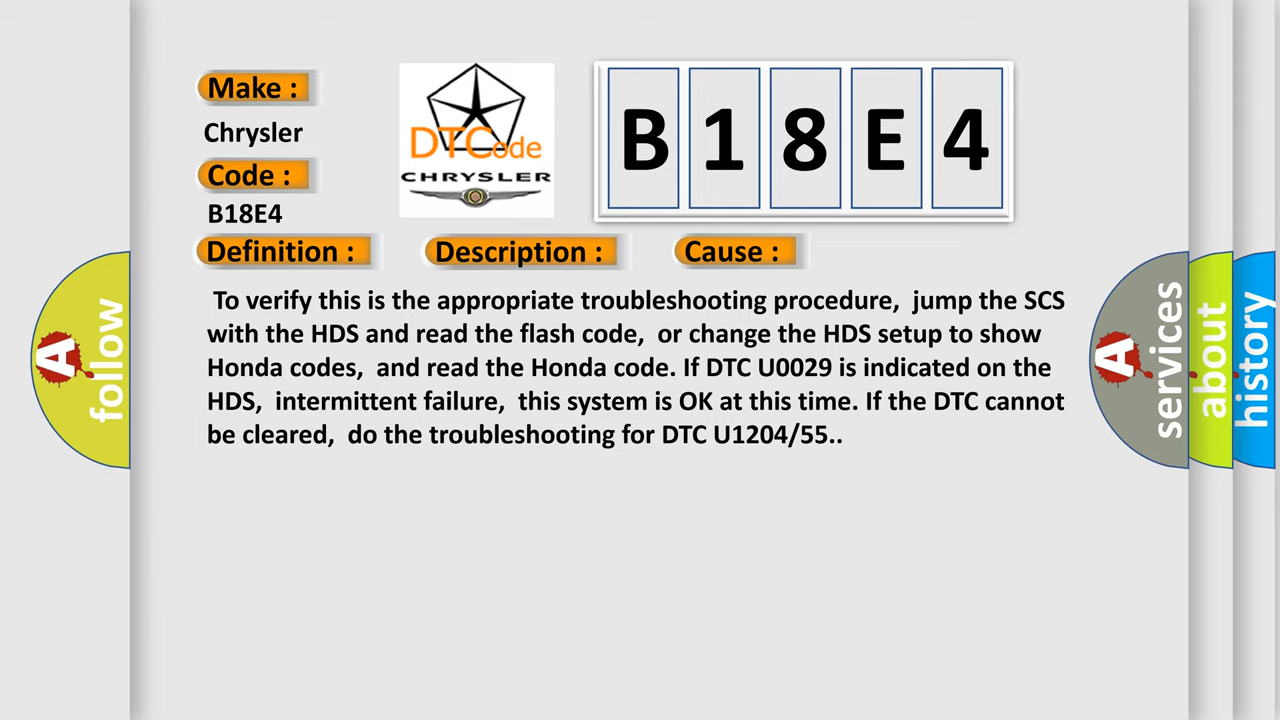 Make :
Chrysler
Code :
B18E4
DTCode
CHRYSLER
B18E4
Definition :
Description :
Cause :
To verify this is the appropriate troubleshooting procedure,  jump the SCS
with the HDS and read the flash code,  or change the HDS setup to show
Honda codes,  and read the Honda code. If DTC U0029 is indicated on the
HDS,  intermittent failure,  this system is OK at this time. If the DTC cannot
be cleared,  do the troubleshooting for DTC U1204/55..
A
follow
A
services
about
history